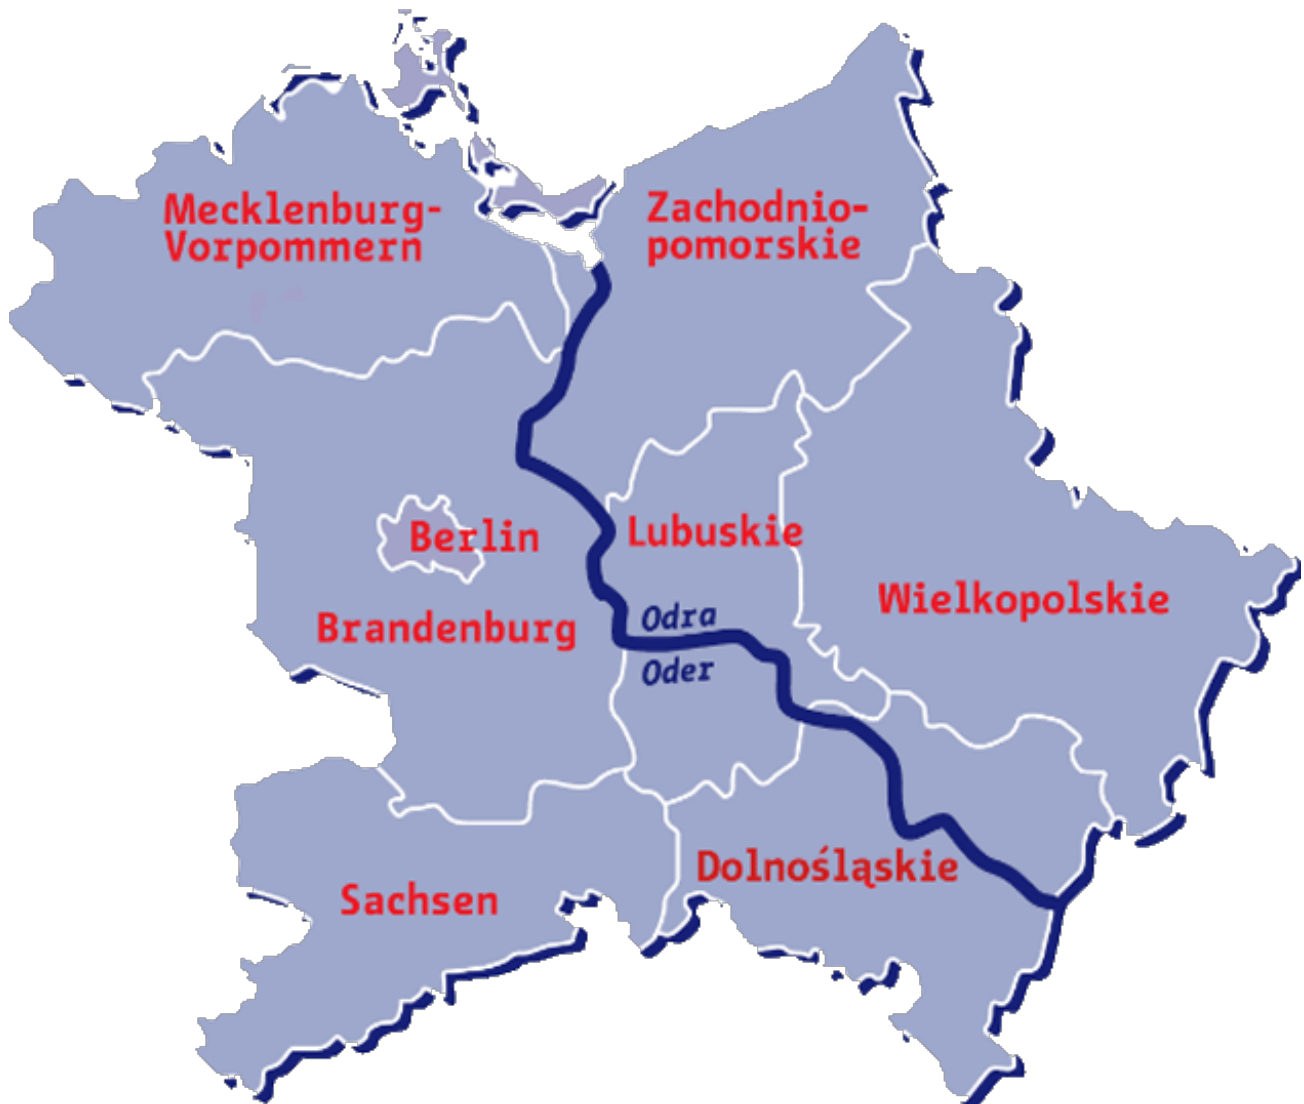 Mecklenburg-
Vorpommern
Zachodnio-
pomorskie
Berlin
Lubuskie
Brandenburg
Wielkopolskie
Odra
Oder
Sachsen
Dolnośląskie